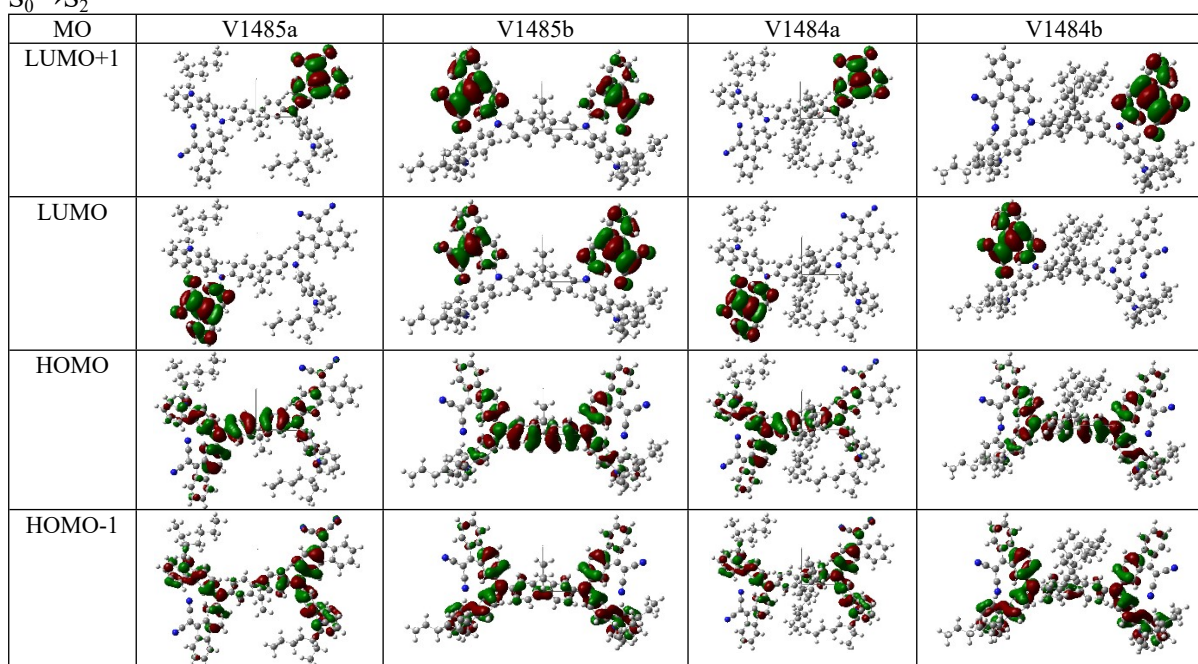 S₀→S₂
MO V1485a V1485b V1484a V1484b
LUMO+1
LUMO
HOMO
HOMO-1